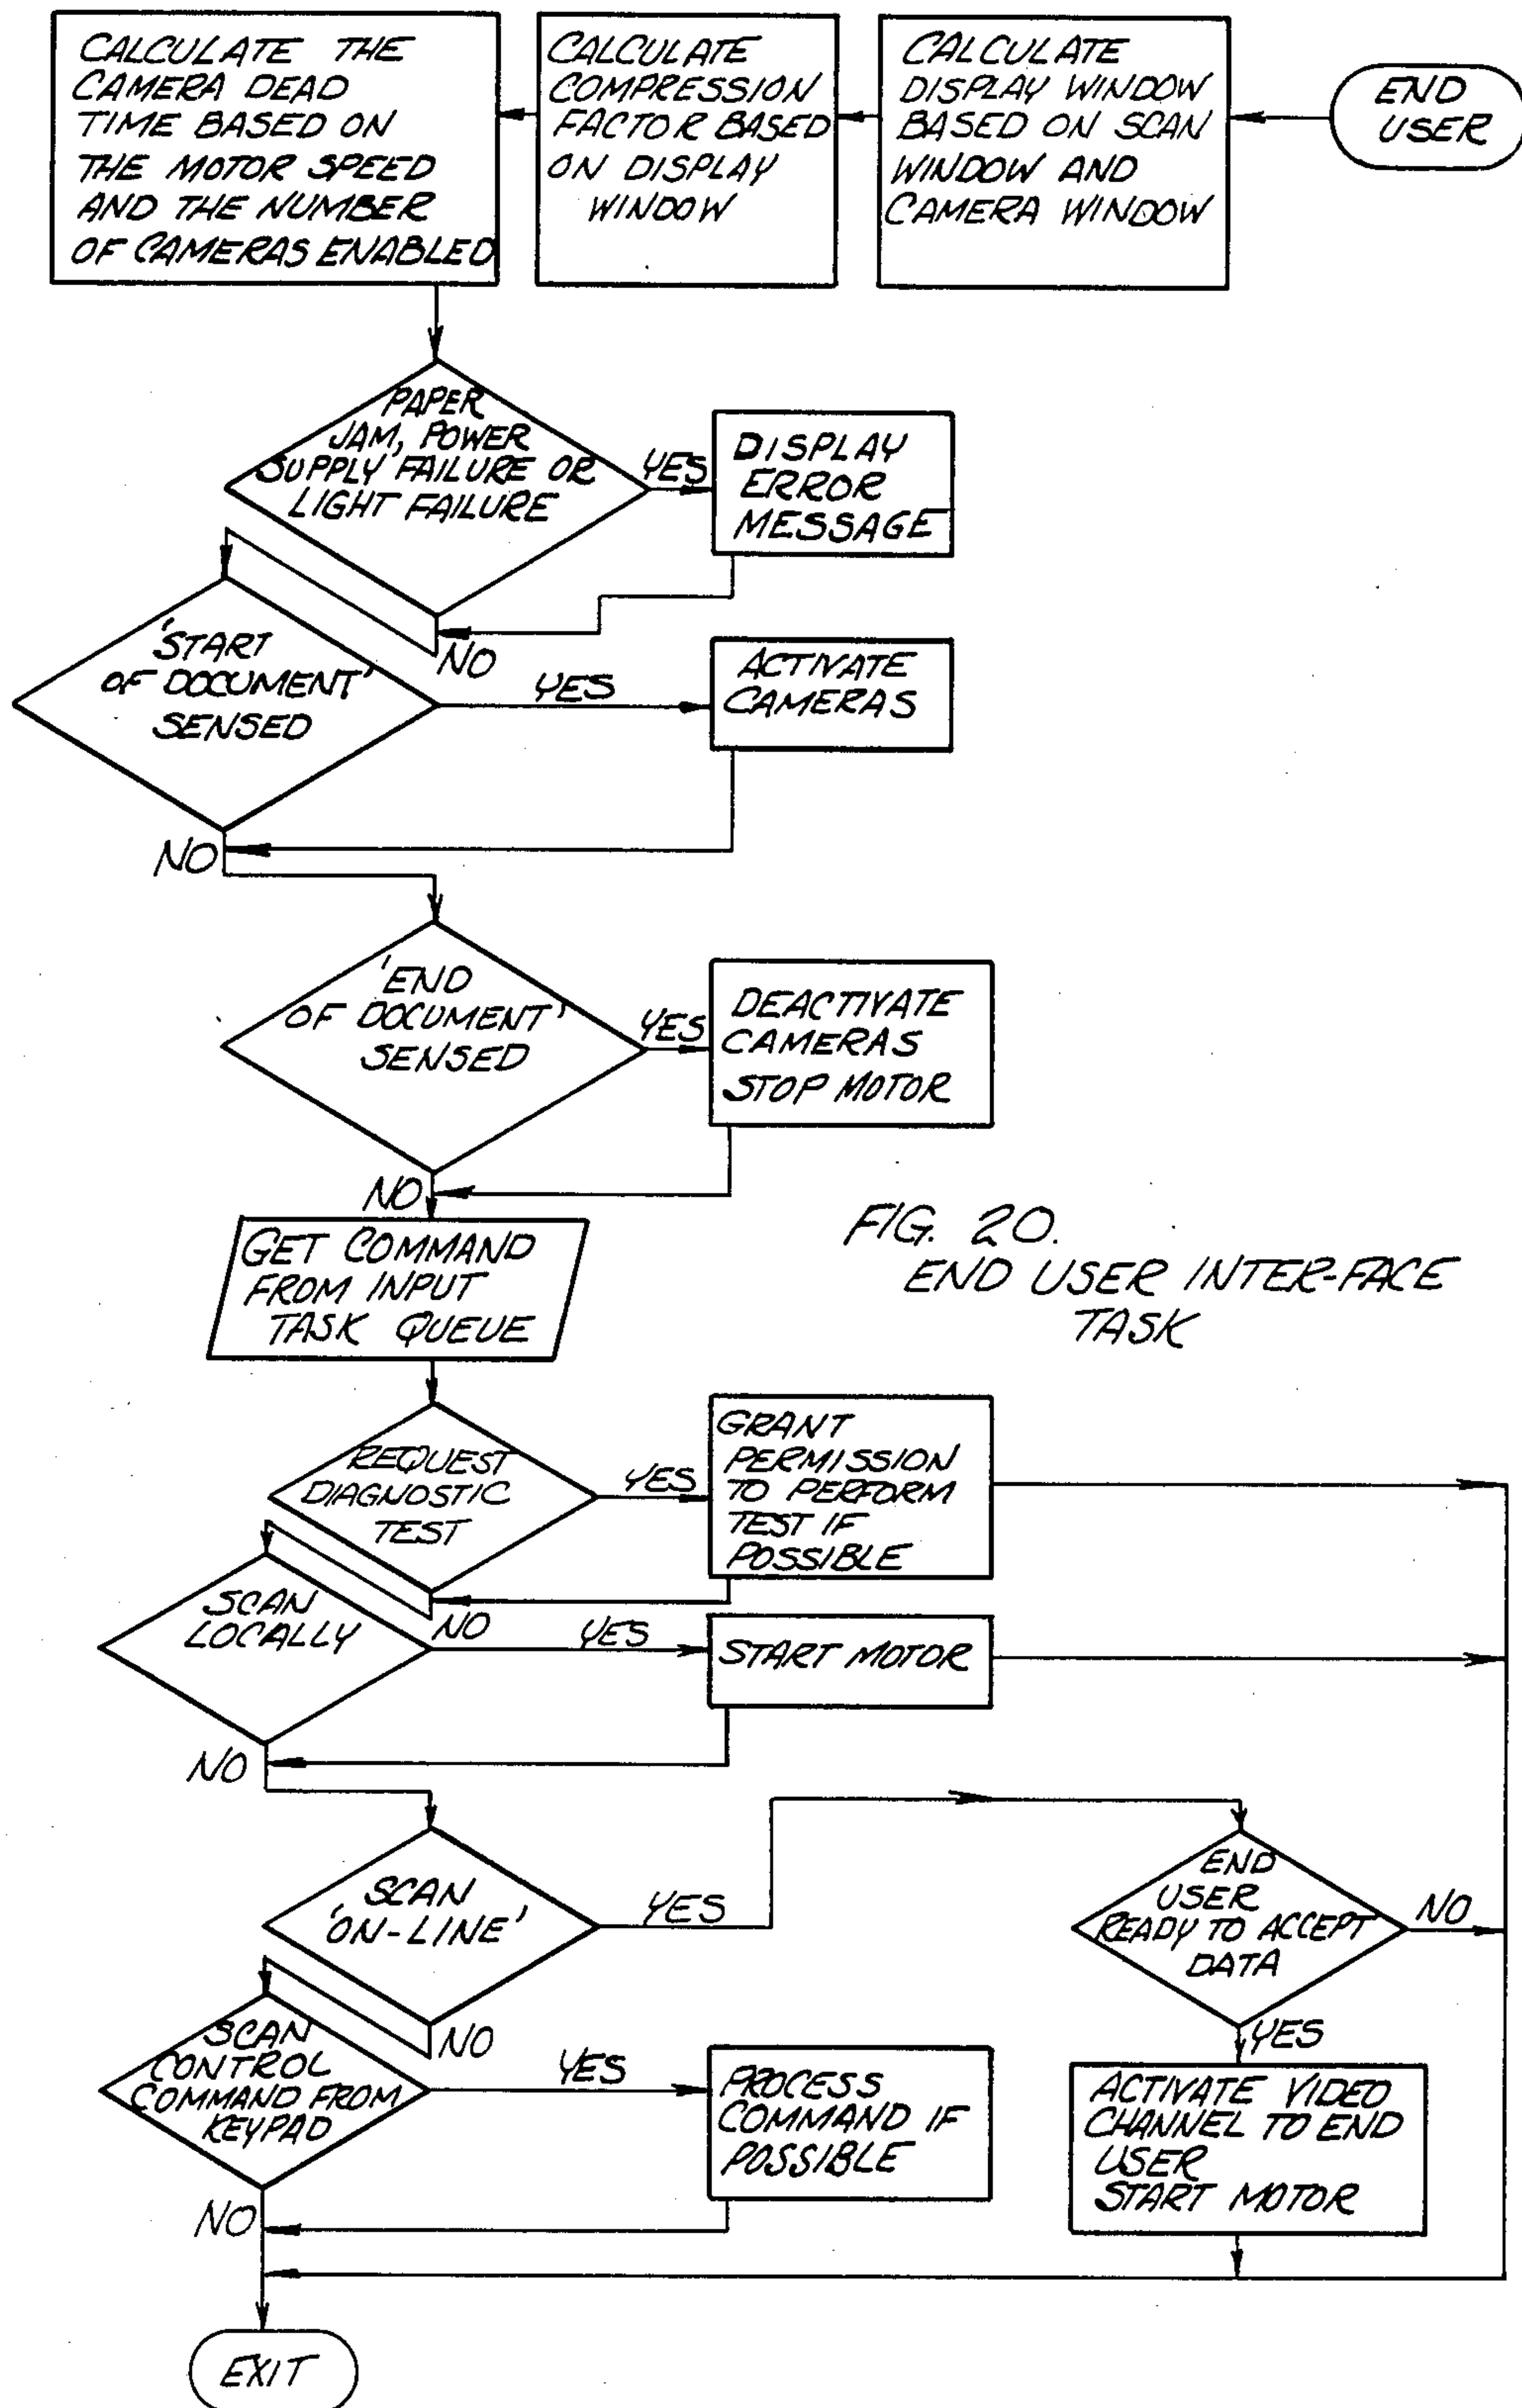 CALCULATE THE
CAMERA DEAD
TIME BASED ON
THE MOTOR SPEED
AND THE NUMBER
OF CAMERAS ENABLED
CALCULATE
COMPRESSION
FACTOR BASED
ON DISPLAY
WINDOW
CALCULATE
DISPLAY WINDOW
BASED ON SCAN
WINDOW AND
CAMERA WINDOW
END
USER
PAPER
JAM, POWER
SUPPLY FAILURE OR
LIGHT FAILURE
YES
DISPLAY
ERROR
MESSAGE
NO
'START
OF DOCUMENT'
SENSED
YES
ACTIVATE
CAMERAS
NO
'END
OF DOCUMENT'
SENSED
YES
DEACTIVATE
CAMERAS
STOP MOTOR
NO
GET COMMAND
FROM INPUT
TASK QUEUE
FIG. 20.
END USER INTER-FACE
TASK
REQUEST
DIAGNOSTIC
TEST
YES
GRANT
PERMISSION
TO PERFORM
TEST IF
POSSIBLE
NO
SCAN
LOCALLY
YES
START MOTOR
NO
SCAN
'ON-LINE'
YES
END
USER
READY TO ACCEPT
DATA
NO
YES
NO
SCAN
CONTROL
COMMAND FROM
KEYPAD
YES
PROCESS
COMMAND IF
POSSIBLE
ACTIVATE VIDEO
CHANNEL TO END
USER
START MOTOR
NO
EXIT